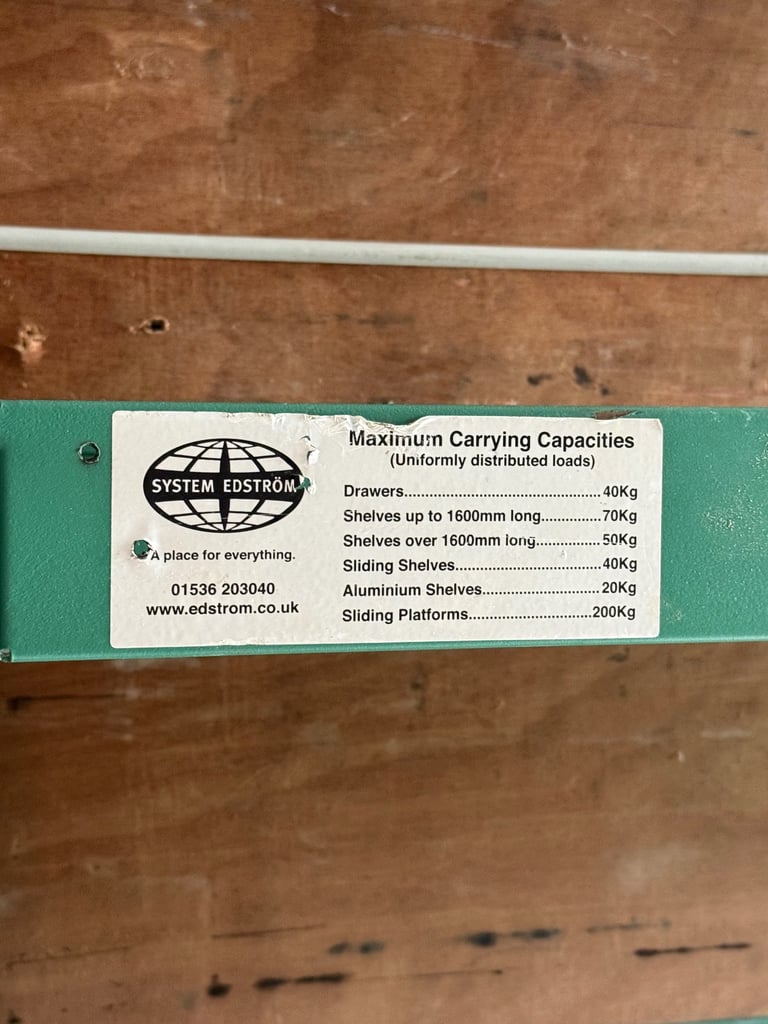 SYSTEM EDSTRÖM
A place for everything.
01536 203040
www.edstrom.co.uk
Maximum Carrying Capacities
(Uniformly distributed loads)
Drawers............................................40Kg
Shelves up to 1600mm long..............70Kg
Shelves over 1600mm long..............50Kg
Sliding Shelves.................................40Kg
Aluminium Shelves..........................20Kg
Sliding Platforms...........................200Kg